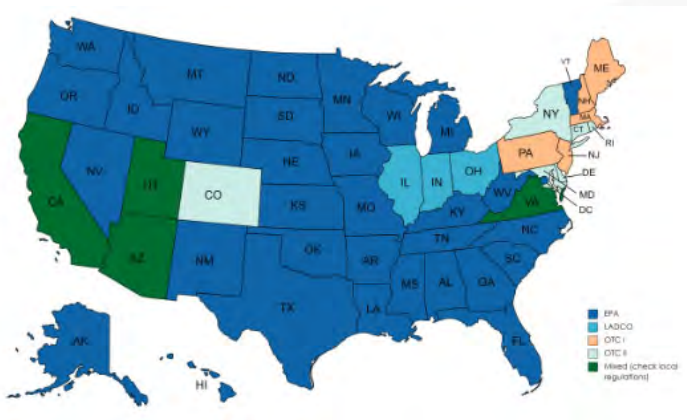 WA
MT
ND
MN
OR
ID
SD
WI
MI
WY
VT
ME
NH
NY
MA
CT
RI
IA
NE
PA
NJ
NV
UT
CO
IL
IN
OH
DE
MD
DC
CA
KS
MO
WV
VA
KY
NC
TN
AZ
NM
OK
AR
SC
MS
AL
GA
TX
LA
FL
AK
HI
EPA
LADCO
OTC I
OTC II
Mixed (check local
regulations)